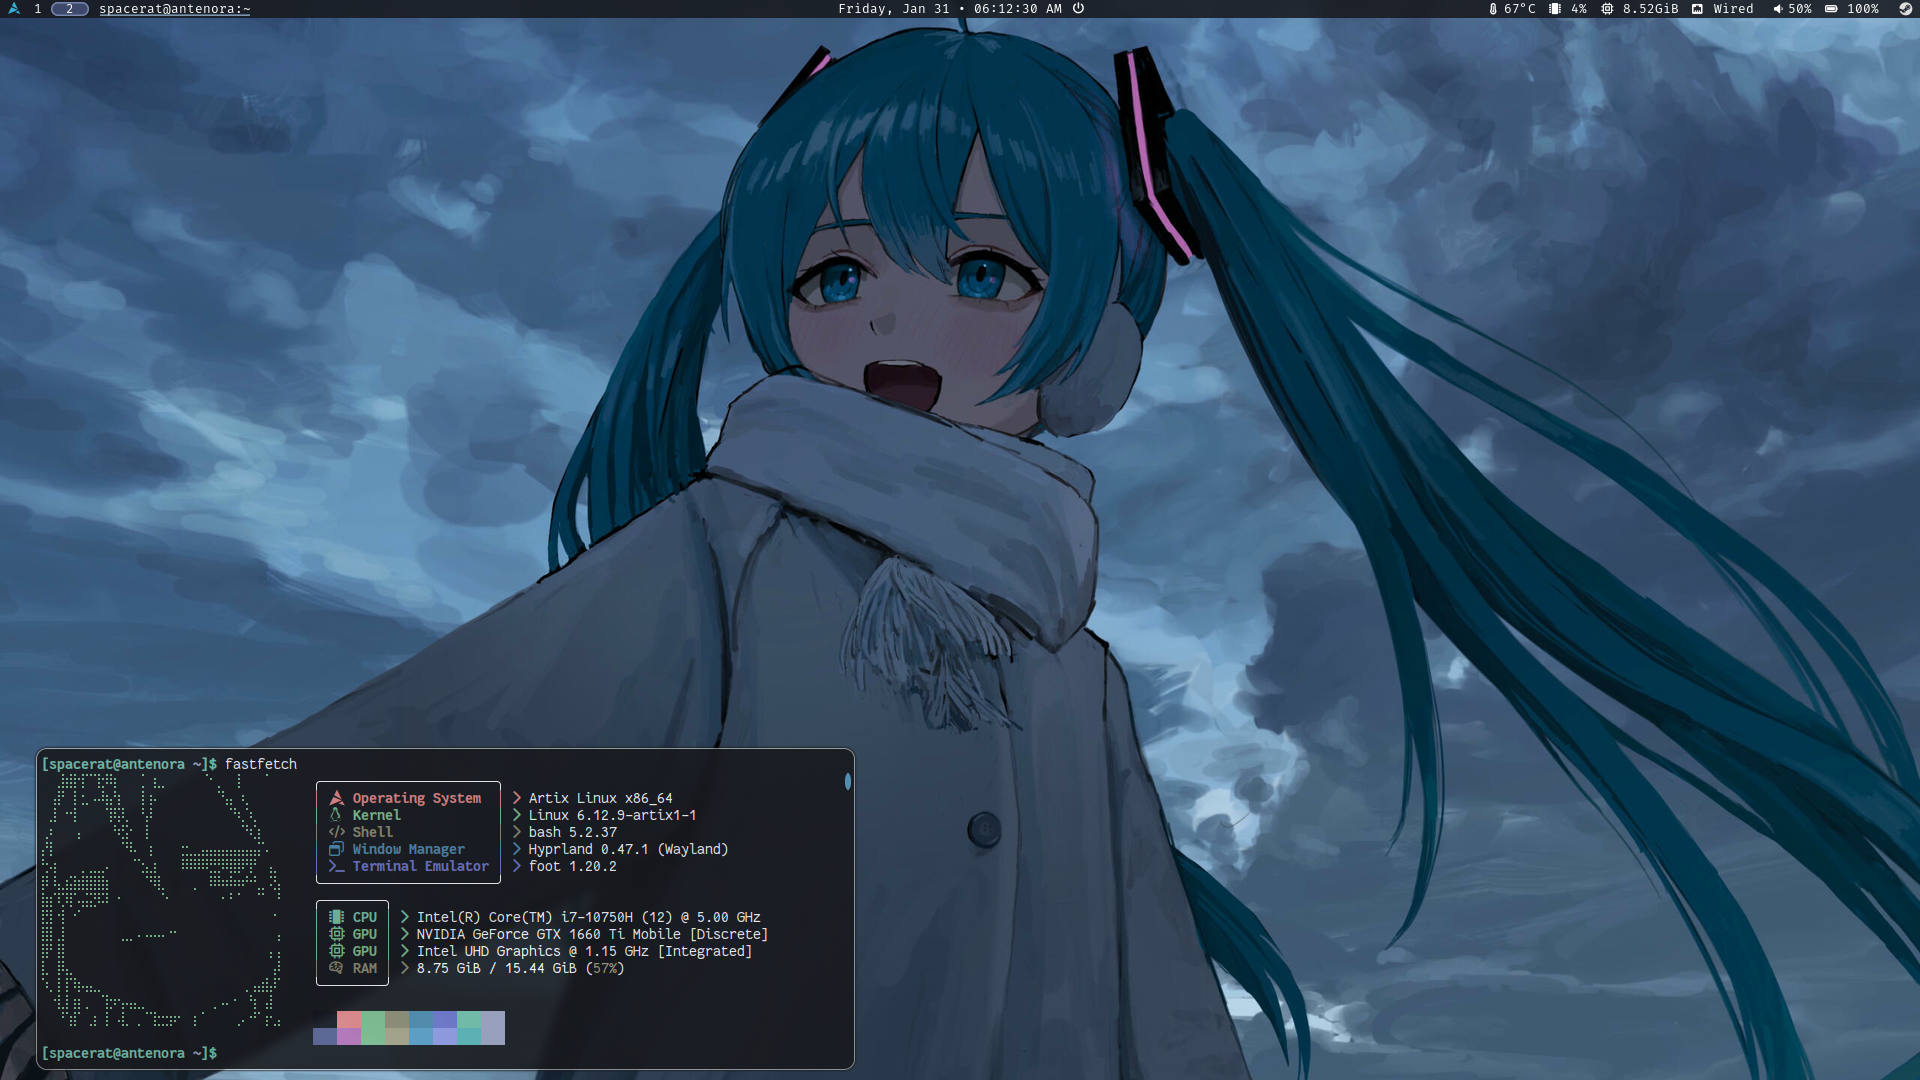 1 2 spacerat@antenora:~ Friday, Jan 31 • 06:12:30 AM 67°C 4% 8.52GiB Wired 50% 100%
[spacerat@antenora ~]$ fastfetch
Operating System > Artix Linux x86_64
Kernel > Linux 6.12.9-artix1-1
</> Shell > bash 5.2.37
Window Manager > Hyprland 0.47.1 (Wayland)
>_ Terminal Emulator > foot 1.20.2
CPU > Intel(R) Core(TM) i7-10750H (12) @ 5.00 GHz
GPU > NVIDIA GeForce GTX 1660 Ti Mobile [Discrete]
GPU > Intel UHD Graphics @ 1.15 GHz [Integrated]
RAM > 8.75 GiB / 15.44 GiB (57%)
[spacerat@antenora ~]$